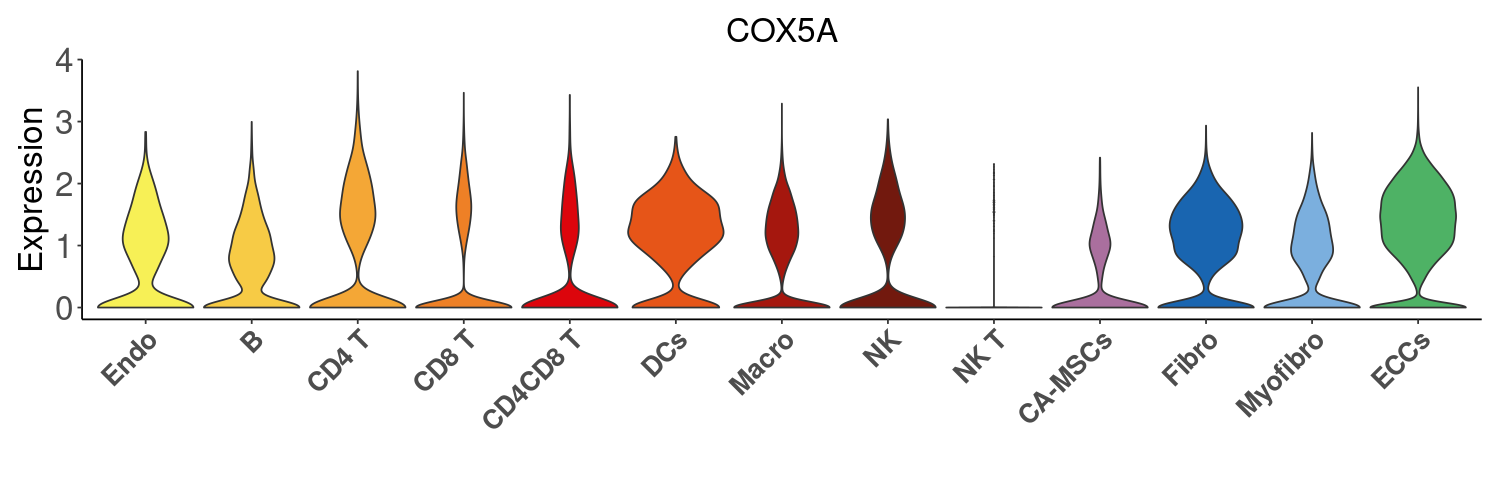 COX5A
Expression
4
3
2
1
0
Endo
B
CD4 T
CD8 T
CD4CD8 T
DCs
Macro
NK
NK T
CA-MSCs
Fibro
Myofibro
ECCs